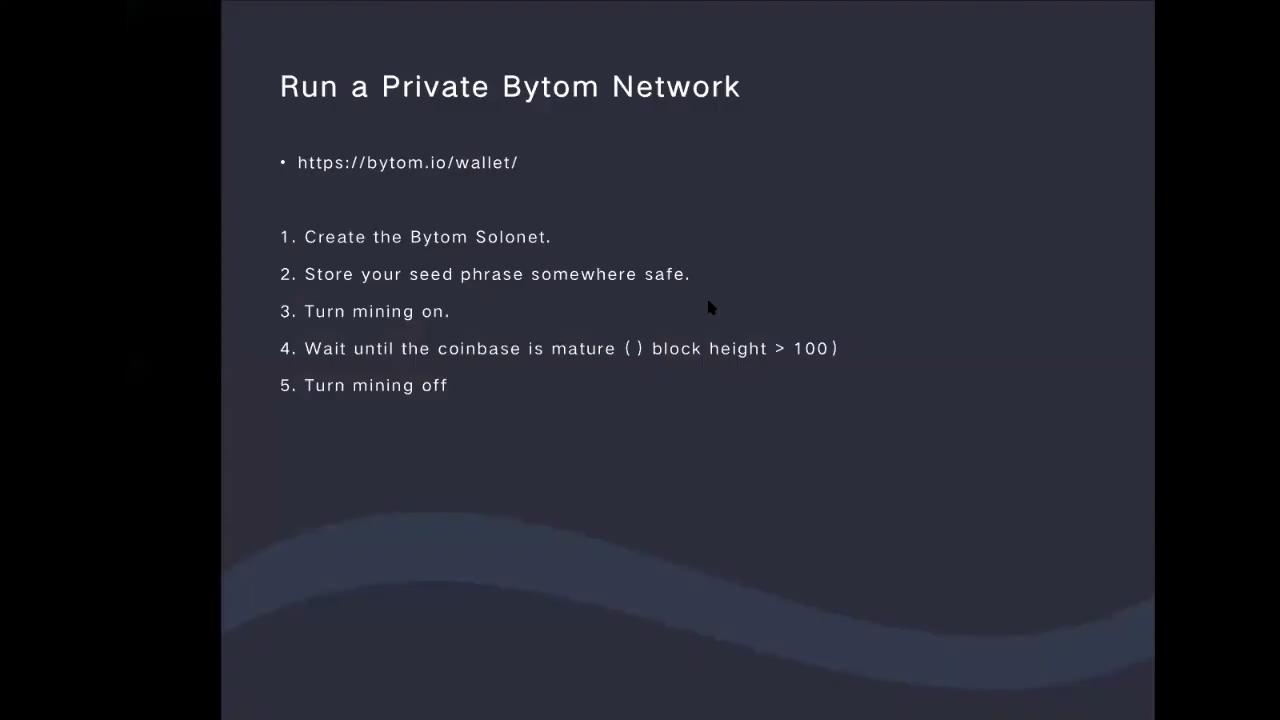 Run a Private Bytom Network
• https://bytom.io/wallet/
1. Create the Bytom Solonet.
2. Store your seed phrase somewhere safe.
3. Turn mining on.
4. Wait until the coinbase is mature () block height > 100)
5. Turn mining off